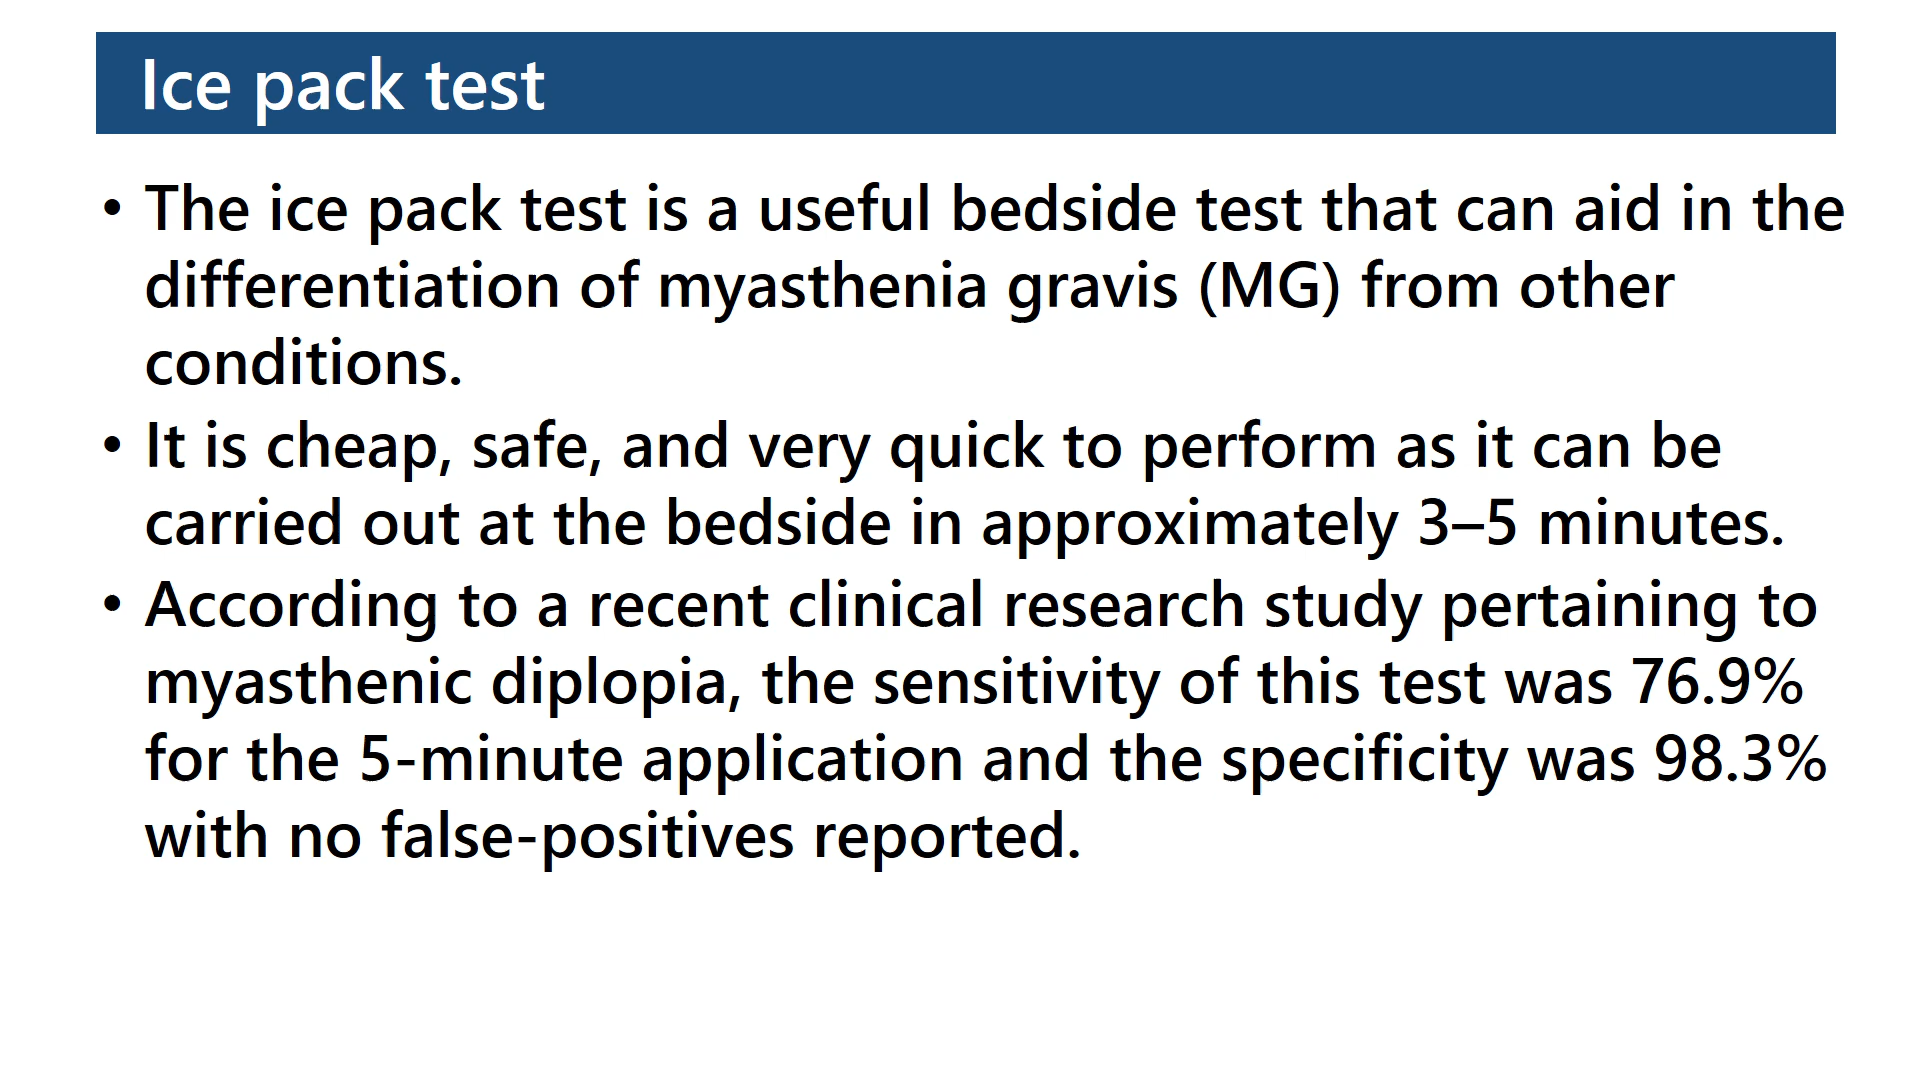 Ice pack test
• The ice pack test is a useful bedside test that can aid in the
differentiation of myasthenia gravis (MG) from other
conditions.
• It is cheap, safe, and very quick to perform as it can be
carried out at the bedside in approximately 3–5 minutes.
• According to a recent clinical research study pertaining to
myasthenic diplopia, the sensitivity of this test was 76.9%
for the 5-minute application and the specificity was 98.3%
with no false-positives reported.